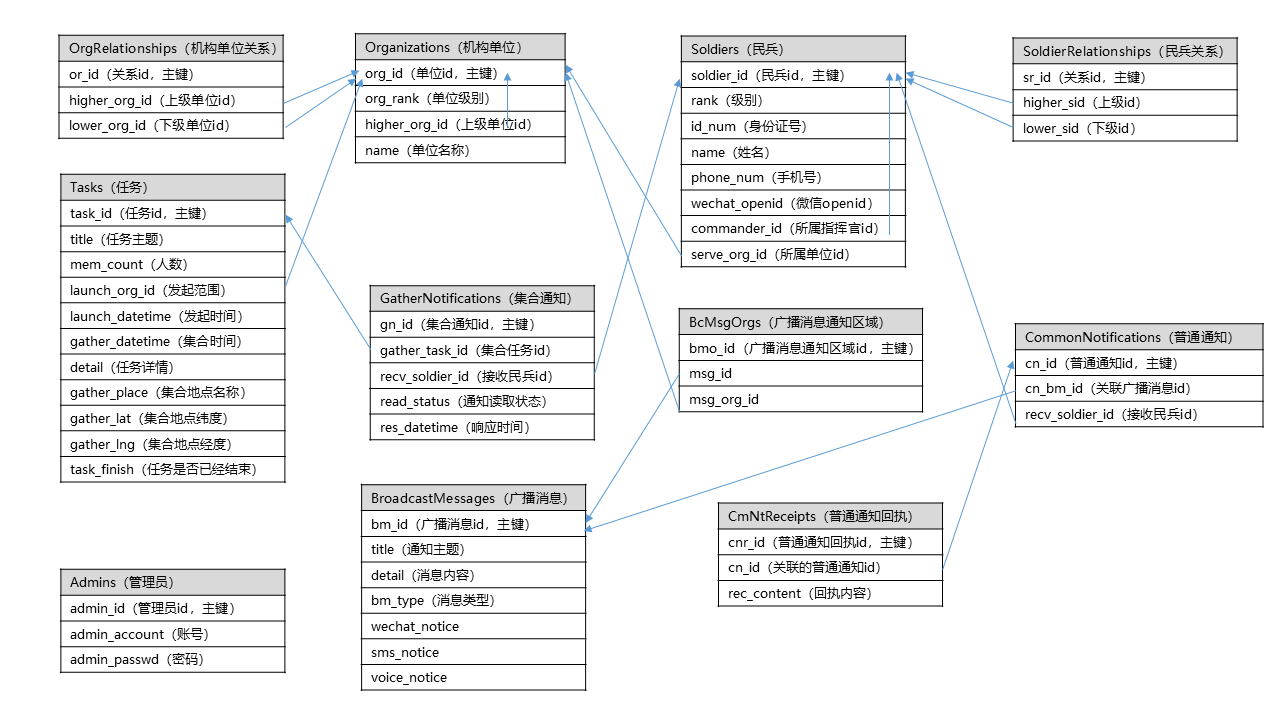 OrgRelationships（机构单位关系）
or_id（关系id，主键）
higher_org_id（上级单位id）
lower_org_id（下级单位id）
Organizations（机构单位）
org_id（单位id，主键）
org_rank（单位级别）
higher_org_id（上级单位id）
name（单位名称）
Soldiers（民兵）
soldier_id（民兵id，主键）
rank（级别）
id_num（身份证号）
name（姓名）
phone_num（手机号）
wechat_openid（微信openid）
commander_id（所属指挥官id）
serve_org_id（所属单位id）
SoldierRelationships（民兵关系）
sr_id（关系id，主键）
higher_sid（上级id）
lower_sid（下级id）
Tasks（任务）
task_id（任务id，主键）
title（任务主题）
mem_count（人数）
launch_org_id（发起范围）
launch_datetime（发起时间）
gather_datetime（集合时间）
detail（任务详情）
gather_place（集合地点名称）
gather_lat（集合地点纬度）
gather_lng（集合地点经度）
task_finish（任务是否已经结束）
GatherNotifications（集合通知）
gn_id（集合通知id，主键）
gather_task_id（集合任务id）
recv_soldier_id（接收民兵id）
read_status（通知读取状态）
res_datetime（响应时间）
BcMsgOrgs（广播消息通知区域）
bmo_id（广播消息通知区域id，主键）
msg_id
msg_org_id
CommonNotifications（普通通知）
cn_id（普通通知id，主键）
cn_bm_id（关联广播消息id）
recv_soldier_id（接收民兵id）
BroadcastMessages（广播消息）
bm_id（广播消息id，主键）
title（通知主题）
detail（消息内容）
bm_type（消息类型）
wechat_notice
sms_notice
voice_notice
CmNtReceipts（普通通知回执）
cnr_id（普通通知回执id，主键）
cn_id（关联的普通通知id）
rec_content（回执内容）
Admins（管理员）
admin_id（管理员id，主键）
admin_account（账号）
admin_passwd（密码）